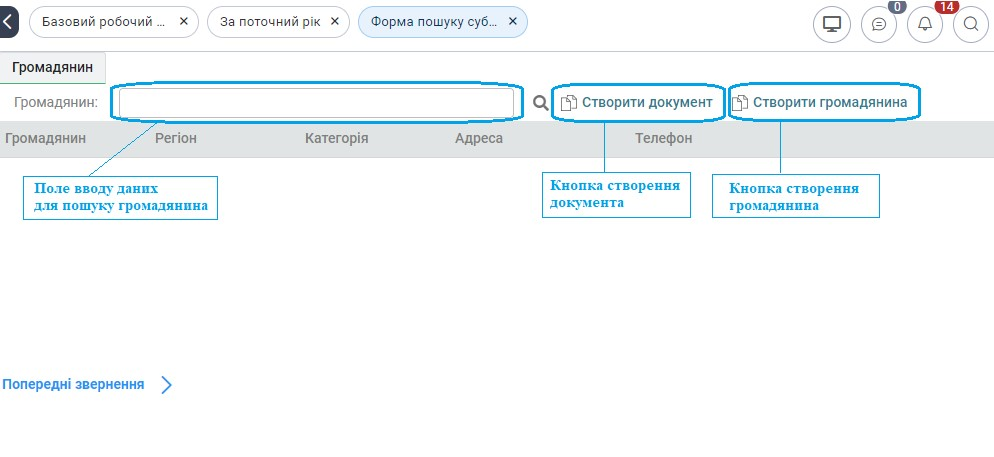 Базовий робочий ... ✕ За поточний рік ✕ Форма пошуку суб... ✕ 0 14
Громадянин
Громадянин: Створити документ Створити громадянина
Громадянин Регіон Категорія Адреса Телефон
Поле вводу даних
для пошуку громадянина
Кнопка створення
документа
Кнопка створення
громадянина
Попередні звернення